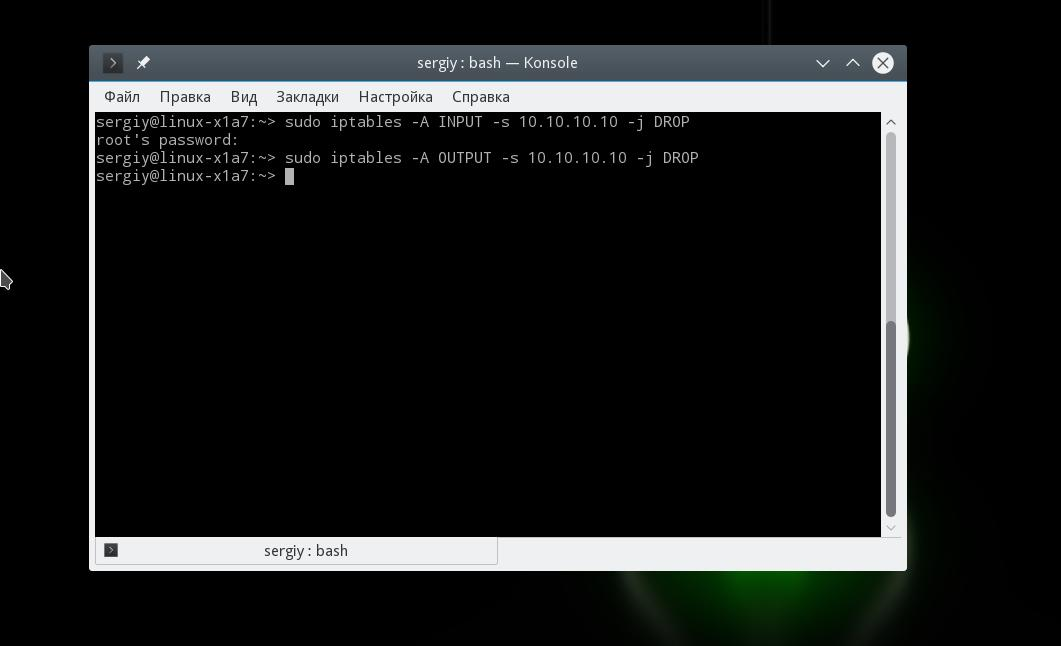 sergiy : bash — Konsole
Файл Правка Вид Закладки Настройка Справка
sergiy@linux-x1a7:~> sudo iptables -A INPUT -s 10.10.10.10 -j DROP
root's password:
sergiy@linux-x1a7:~> sudo iptables -A OUTPUT -s 10.10.10.10 -j DROP
sergiy@linux-x1a7:~>
sergiy : bash